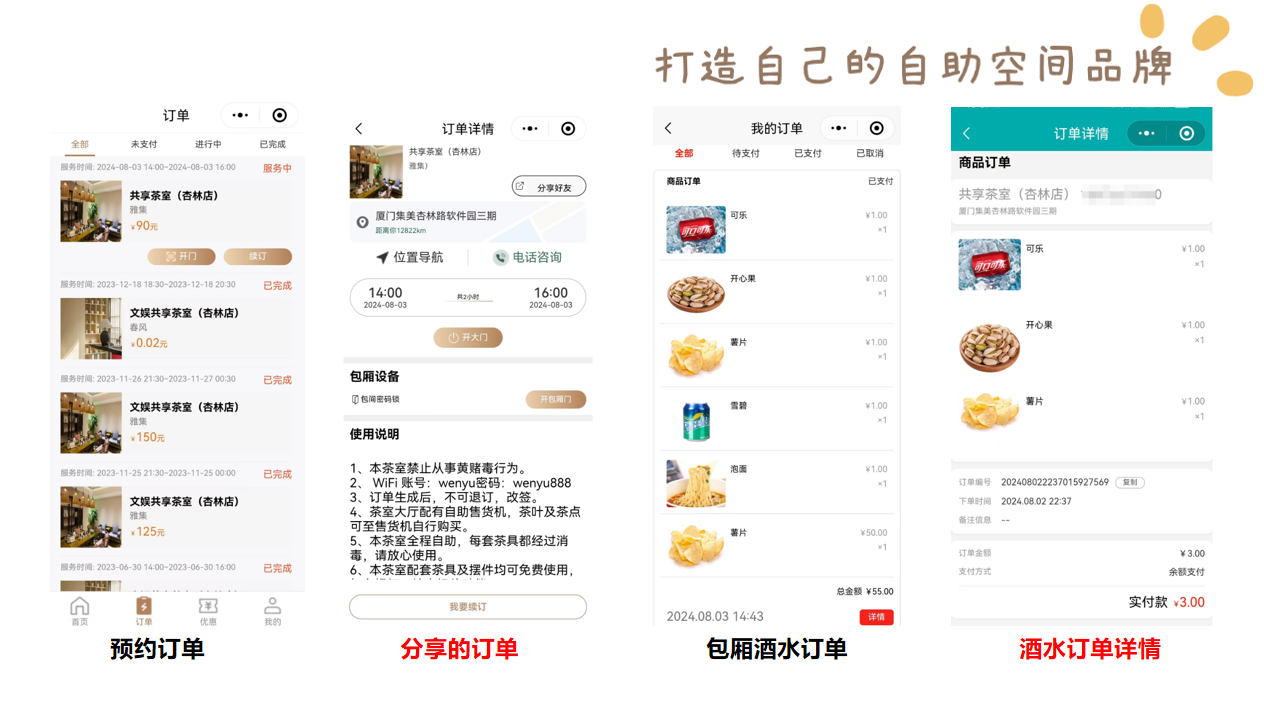 打造自己的自助空间品牌
订单
全部 未支付 进行中 已完成
服务时间: 2024-08-03 14:00~2024-08-03 16:00 服务中
共享茶室（杏林店）
雅集
¥90元
开门 续订
服务时间: 2023-12-18 18:30~2023-12-18 20:30 已完成
文娱共享茶室（杏林店）
春风
¥0.02元
服务时间: 2023-11-26 21:30~2023-11-27 00:30 已完成
文娱共享茶室（杏林店）
雅集
¥150元
服务时间: 2023-11-25 21:30~2023-11-25 00:00 已完成
文娱共享茶室（杏林店）
雅集
¥125元
服务时间: 2023-06-30 14:00~2023-06-30 16:00 已完成
首页 订单 优惠 我的
预约订单
订单详情
共享茶室（杏林店）
雅集）
分享好友
厦门集美杏林路软件园三期
距离你12822km
位置导航 电话咨询
14:00 共2小时 16:00
2024-08-03 2024-08-03
开大门
包厢设备
包间密码锁 开包厢门
使用说明
1、本茶室禁止从事黄赌毒行为。
2、 WiFi 账号：wenyu密码：wenyu888
3、订单生成后，不可退订，改签。
4、茶室大厅配有自助售货机，茶叶及茶点
可至售货机自行购买。
5、本茶室全程自助，每套茶具都经过消
毒，请放心使用。
6、本茶室配套茶具及摆件均可免费使用，
我要续订
分享的订单
我的订单
全部 待支付 已支付 已取消
商品订单 已支付
可乐 ¥1.00
×1
开心果 ¥1.00
×1
薯片 ¥1.00
×1
雪碧 ¥1.00
×1
泡面 ¥1.00
×1
薯片 ¥50.00
×1
总金额 ¥55.00
2024.08.03 14:43 详情
包厢酒水订单
订单详情
商品订单
共享茶室（杏林店）
厦门集美杏林路软件园三期
可乐 ¥1.00
×1
开心果 ¥1.00
×1
薯片 ¥1.00
×1
订单编号 202408022237015927569 复制
下单时间 2024.08.02 22:37
备注信息 --
订单金额 ¥3.00
支付方式 余额支付
实付款 ¥3.00
酒水订单详情